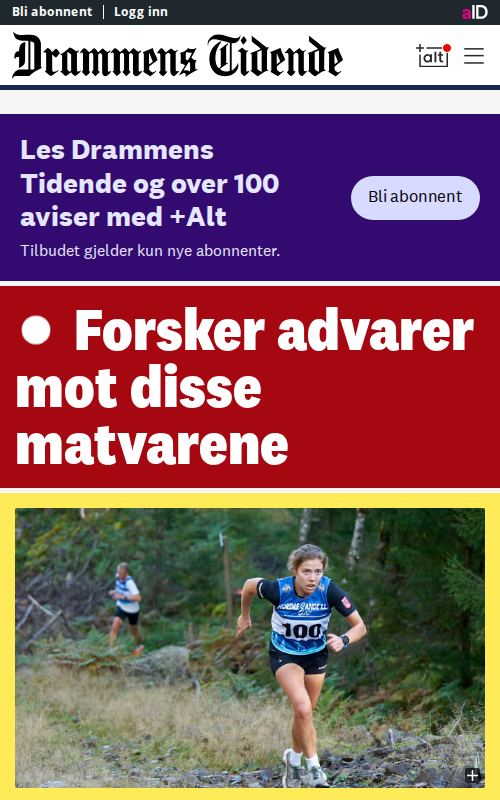 Bli abonnent | Logg inn
aID
Drammens Tidende
+alt
Les Drammens
Tidende og over 100
aviser med +Alt
Bli abonnent
Tilbudet gjelder kun nye abonnenter.
Forsker advarer
mot disse
matvarene
100